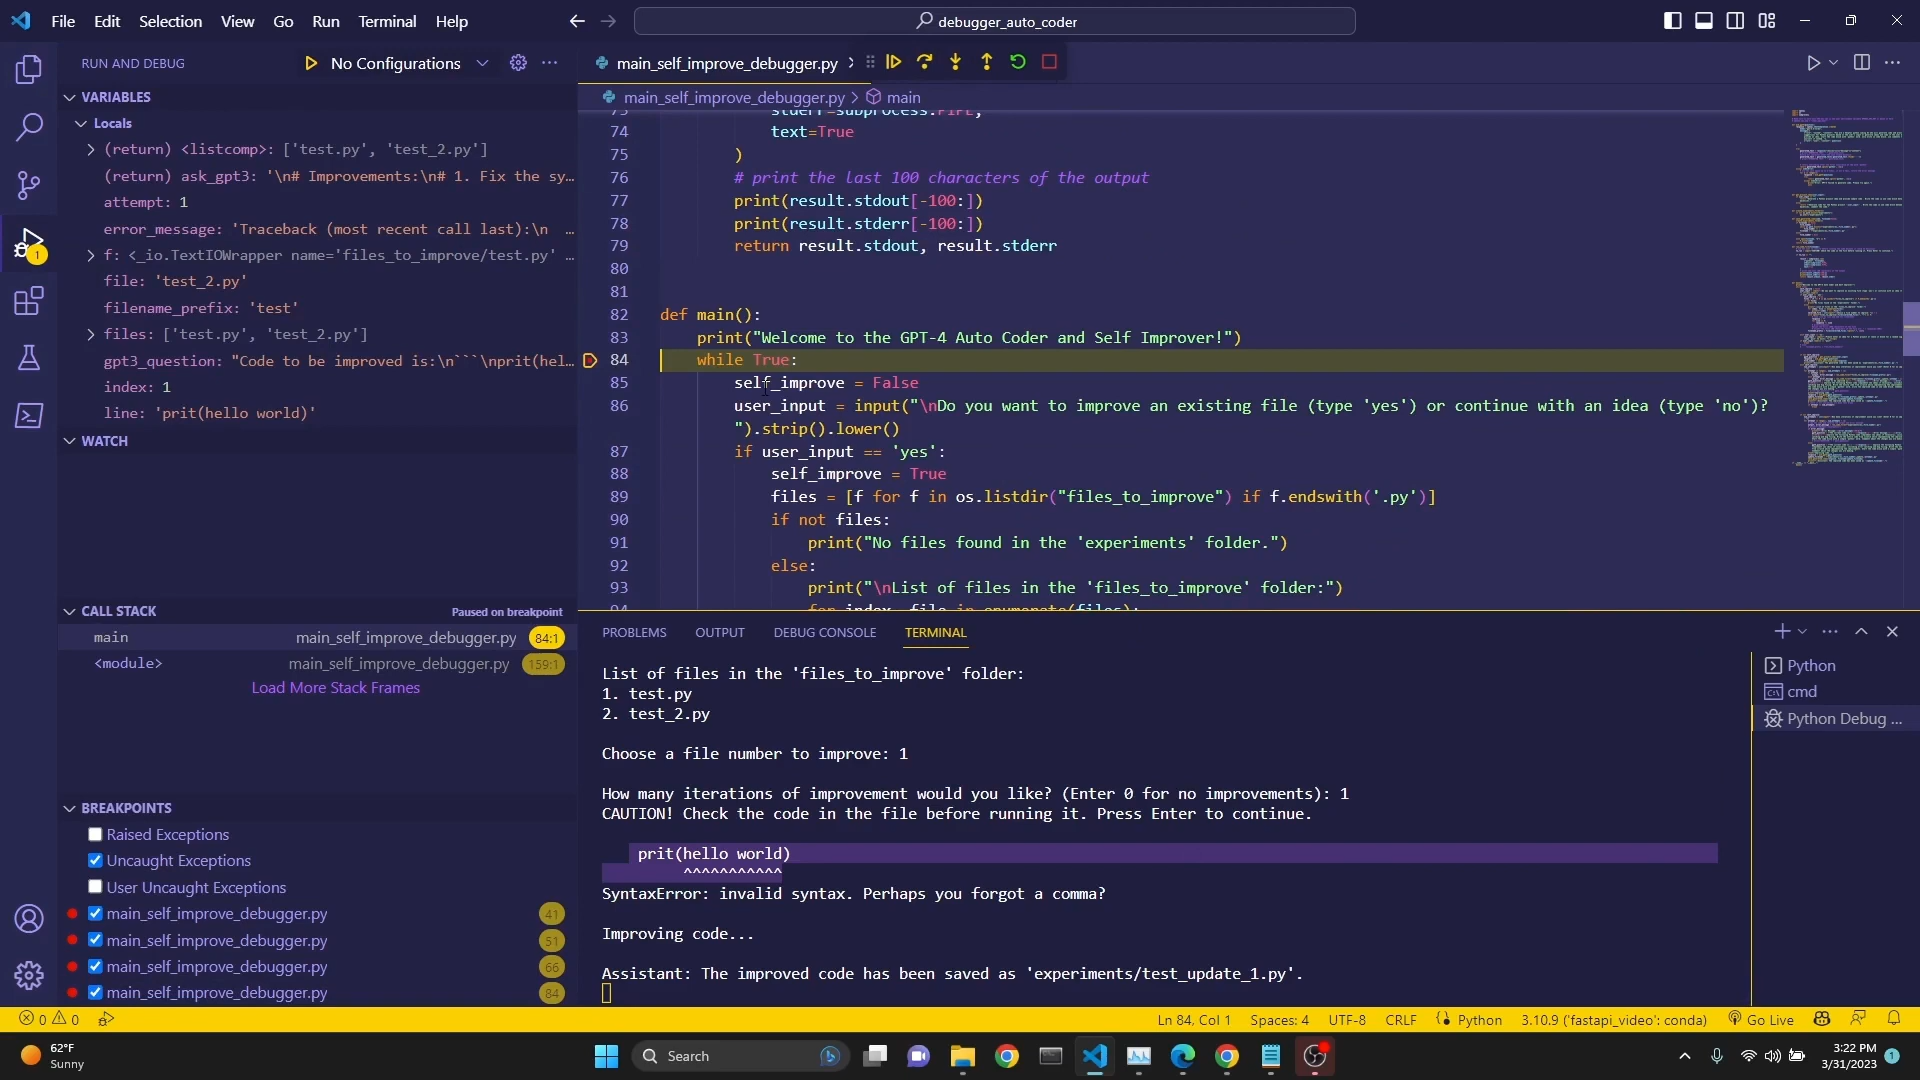 File Edit Selection View Go Run Terminal Help
debugger_auto_coder
RUN AND DEBUG
No Configurations
main_self_improve_debugger.py
main_self_improve_debugger.py > main
VARIABLES
Locals
(return) <listcomp>: ['test.py', 'test_2.py']
(return) ask_gpt3: '\n# Improvements:\n# 1. Fix the sy…
attempt: 1
error_message: 'Traceback (most recent call last):\n …
f: <_io.TextIOWrapper name='files_to_improve/test.py' …
file: 'test_2.py'
filename_prefix: 'test'
files: ['test.py', 'test_2.py']
gpt3_question: "Code to be improved is:\n```\nprit(hel…
index: 1
line: 'prit(hello world)'
WATCH
CALL STACK Paused on breakpoint
main main_self_improve_debugger.py 84:1
<module> main_self_improve_debugger.py 159:1
Load More Stack Frames
BREAKPOINTS
Raised Exceptions
Uncaught Exceptions
User Uncaught Exceptions
main_self_improve_debugger.py 41
main_self_improve_debugger.py 51
main_self_improve_debugger.py 66
main_self_improve_debugger.py 84
73 stderr=subprocess.PIPE,
74 text=True
75 )
76 # print the last 100 characters of the output
77 print(result.stdout[-100:])
78 print(result.stderr[-100:])
79 return result.stdout, result.stderr
80
81
82 def main():
83 print("Welcome to the GPT-4 Auto Coder and Self Improver!")
84 while True:
85 self_improve = False
86 user_input = input("\nDo you want to improve an existing file (type 'yes') or continue with an idea (type 'no')?
").strip().lower()
87 if user_input == 'yes':
88 self_improve = True
89 files = [f for f in os.listdir("files_to_improve") if f.endswith('.py')]
90 if not files:
91 print("No files found in the 'experiments' folder.")
92 else:
93 print("\nList of files in the 'files_to_improve' folder:")
94 for index, file in enumerate(files):
PROBLEMS OUTPUT DEBUG CONSOLE TERMINAL
List of files in the 'files_to_improve' folder:
1. test.py
2. test_2.py
Choose a file number to improve: 1
How many iterations of improvement would you like? (Enter 0 for no improvements): 1
CAUTION! Check the code in the file before running it. Press Enter to continue.
prit(hello world)
^^^^^^^^^^^
SyntaxError: invalid syntax. Perhaps you forgot a comma?
Improving code...
Assistant: The improved code has been saved as 'experiments/test_update_1.py'.
Python
cmd
Python Debug ...
0 0
Ln 84, Col 1 Spaces: 4 UTF-8 CRLF Python 3.10.9 ('fastapi_video': conda) Go Live
62°F
Sunny
Search
3:22 PM
3/31/2023
1